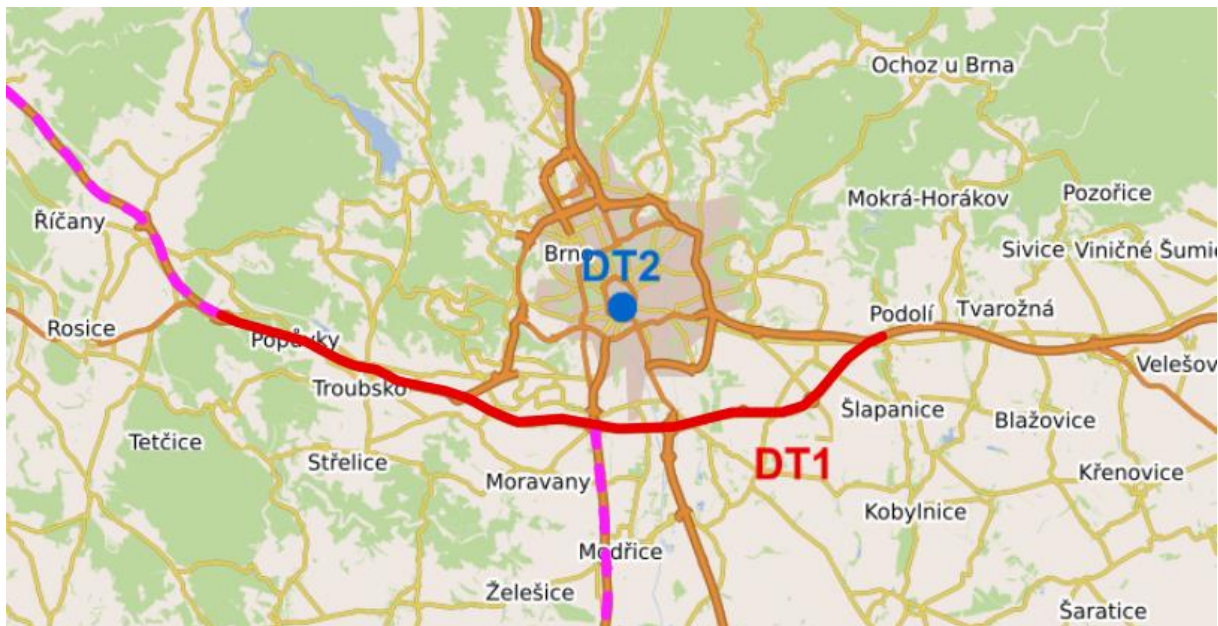 Ochoz u Brna
Mokrá-Horákov
Pozořice
Říčany
Sivice
Viničné Šumic
Brno
DT2
Rosice
Popůvky
Podolí
Tvarožná
Velešov
Troubsko
Šlapanice
Blažovice
Tetčice
Střelice
DT1
Moravany
Křenovice
Kobylnice
Modřice
Želešice
Šaratice